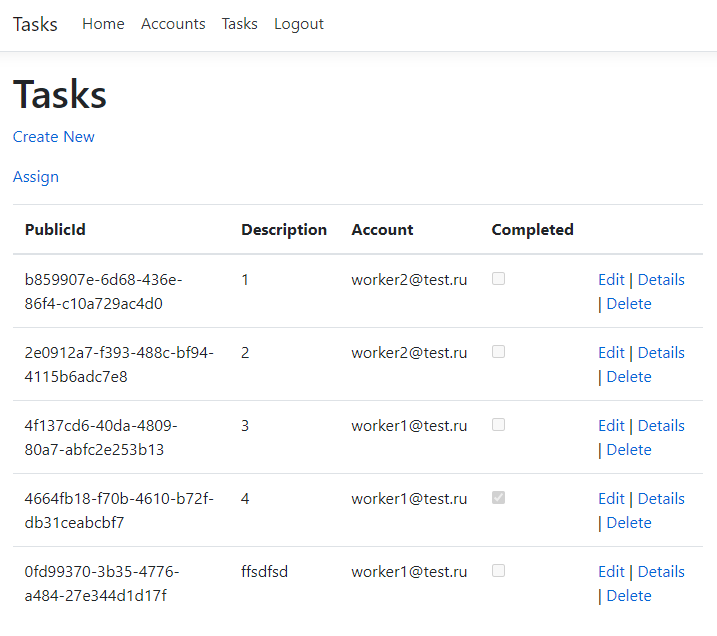 Tasks Home Accounts Tasks Logout
Tasks
Create New
Assign
PublicId Description Account Completed
b859907e-6d68-436e- 1 worker2@test.ru Edit | Details
86f4-c10a729ac4d0 | Delete
2e0912a7-f393-488c-bf94- 2 worker2@test.ru Edit | Details
4115b6adc7e8 | Delete
4f137cd6-40da-4809- 3 worker1@test.ru Edit | Details
80a7-abfc2e253b13 | Delete
4664fb18-f70b-4610-b72f- 4 worker1@test.ru Edit | Details
db31ceabcbf7 | Delete
0fd99370-3b35-4776- ffsdfsd worker1@test.ru Edit | Details
a484-27e344d1d17f | Delete